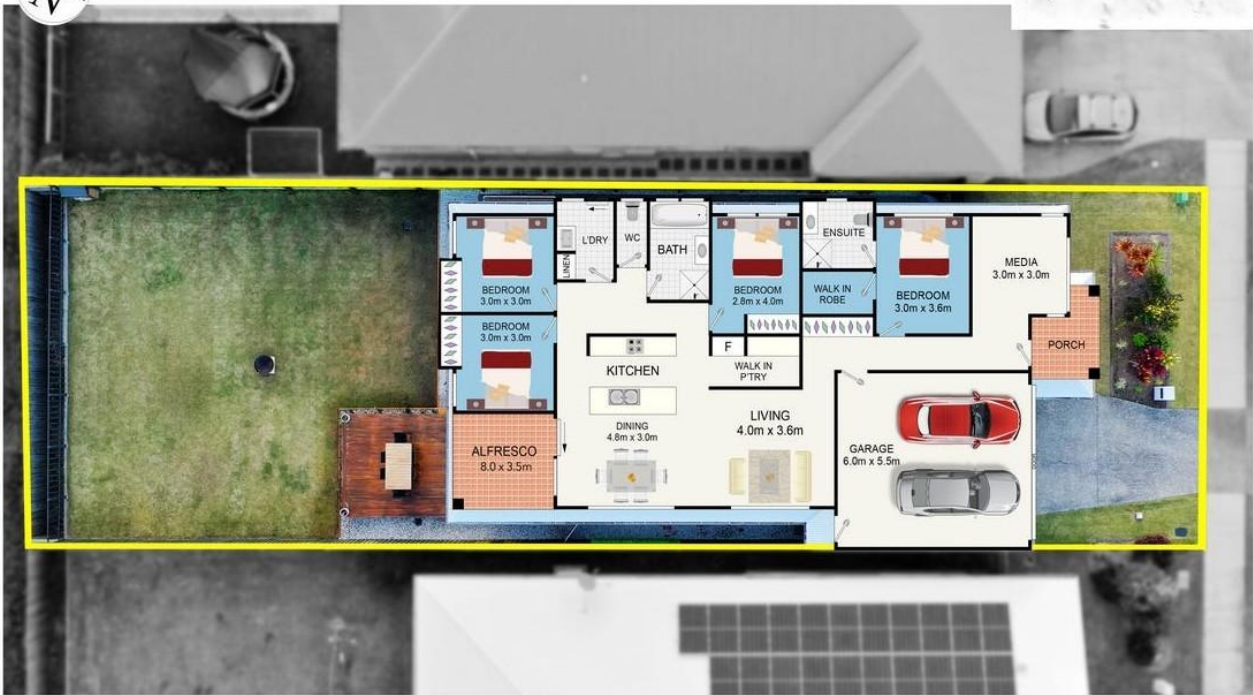 N
L'DRY
WC
BATH
LINEN
ENSUITE
BEDROOM
3.0m x 3.0m
BEDROOM
2.8m x 4.0m
WALK IN
ROBE
BEDROOM
3.0m x 3.6m
MEDIA
3.0m x 3.0m
BEDROOM
3.0m x 3.0m
F
WALK IN
P'TRY
PORCH
KITCHEN
DINING
4.8m x 3.0m
LIVING
4.0m x 3.6m
ALFRESCO
8.0 x 3.5m
GARAGE
6.0m x 5.5m